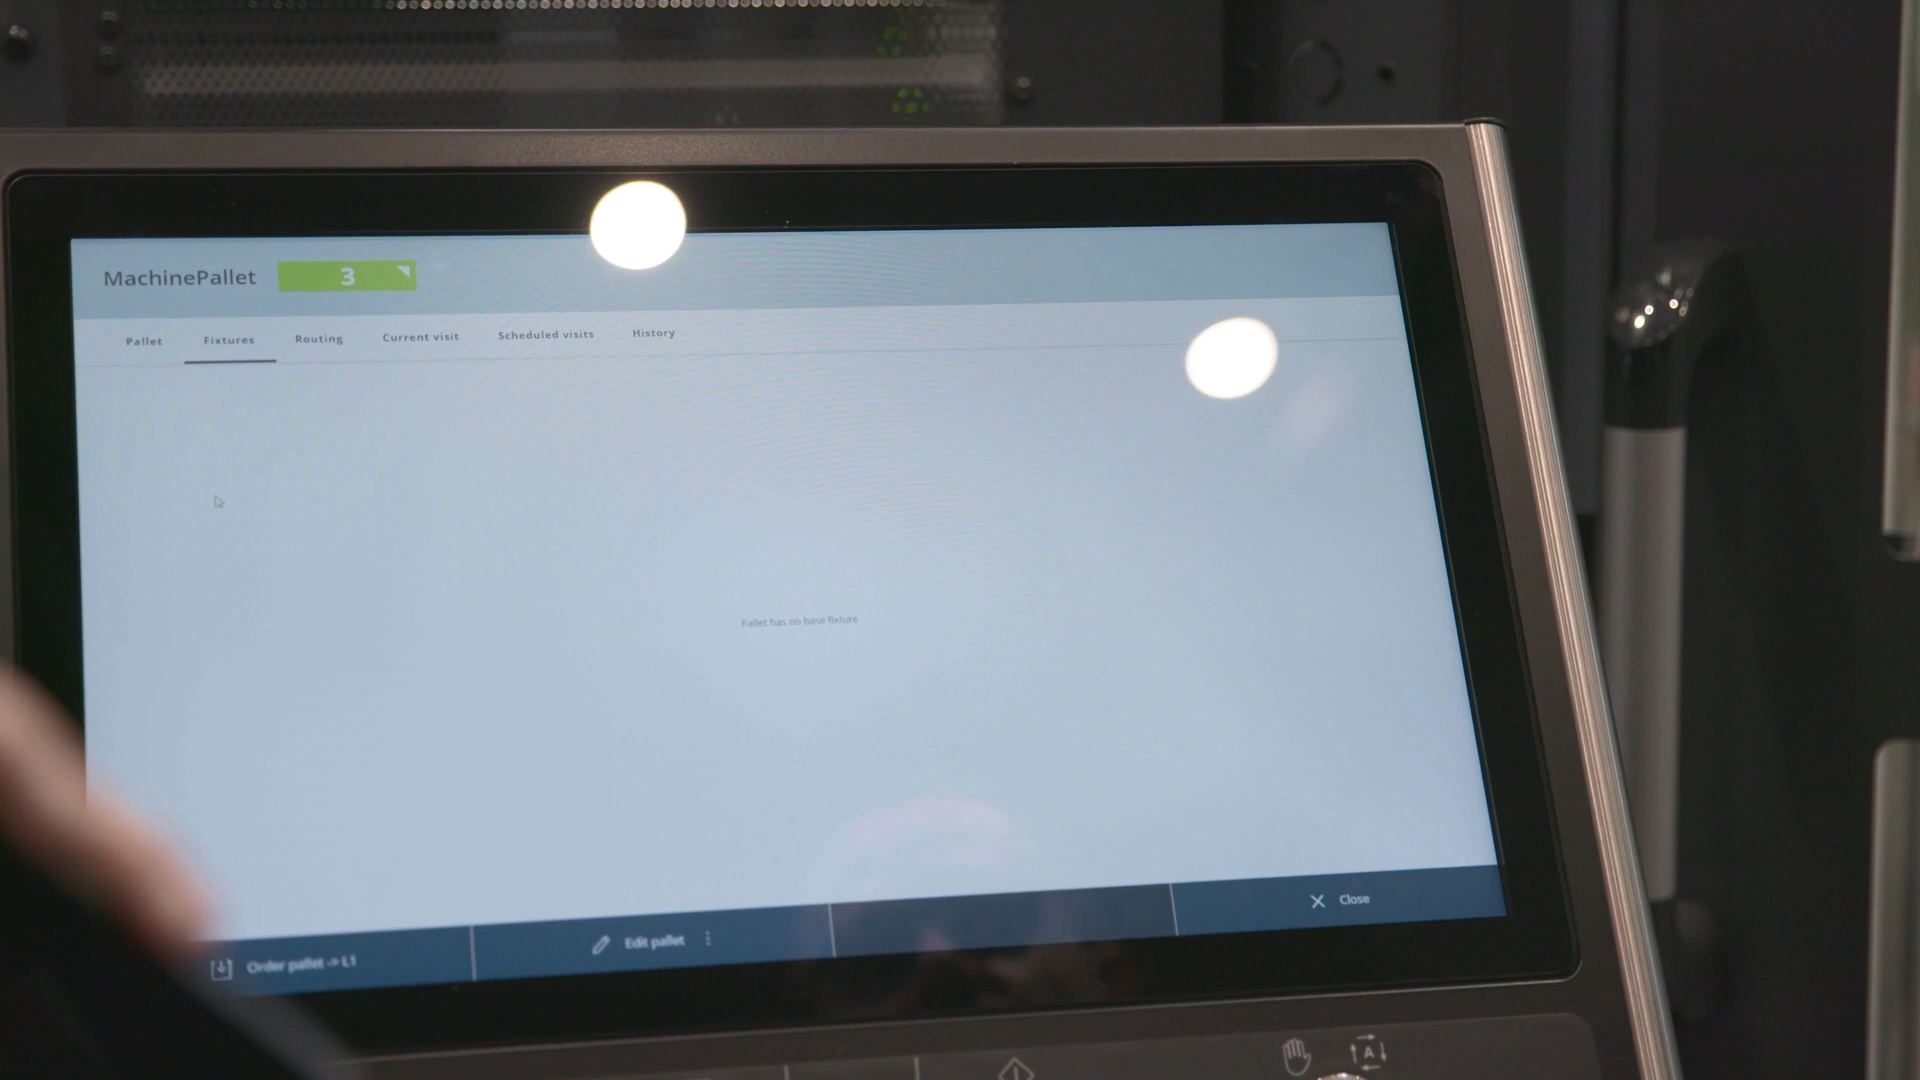 MachinePallet 3
Pallet Fixtures Routing Current visit Scheduled visits History
Pallet has no base fixture
Order pallet -> L1 Edit pallet Close
A